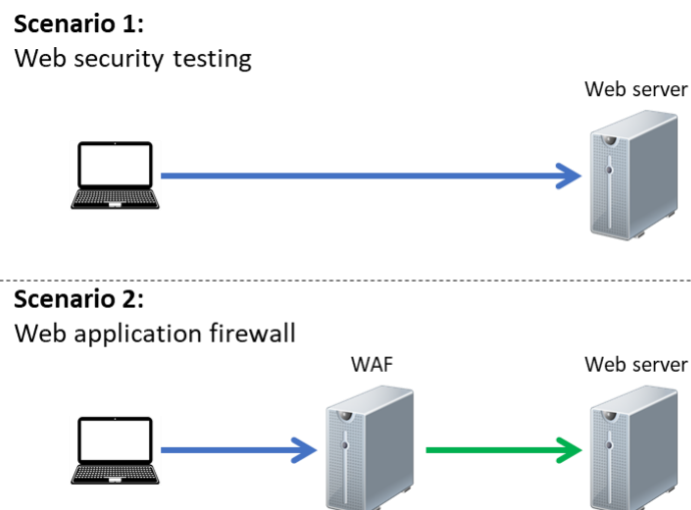 Scenario 1:
Web security testing
Web server
Scenario 2:
Web application firewall
WAF
Web server